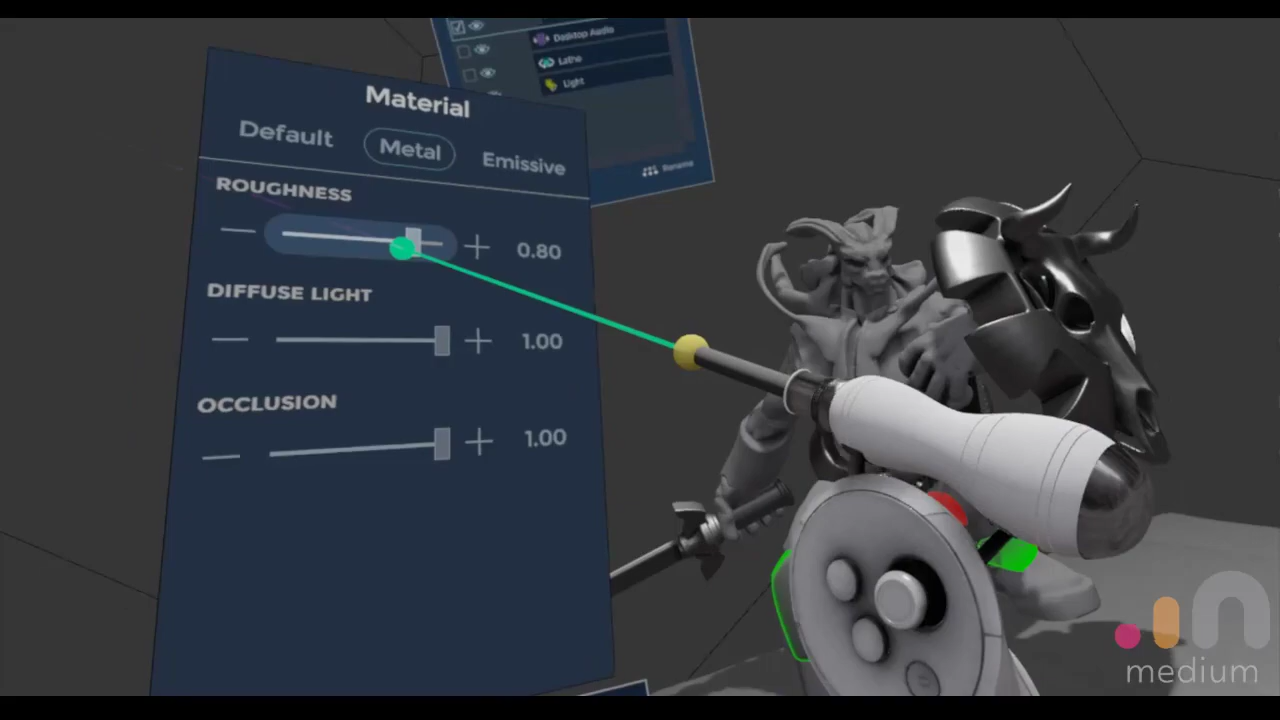 Desktop Audio
Lathe
Light
Rename
Material
Default Metal Emissive
ROUGHNESS
0.80
DIFFUSE LIGHT
1.00
OCCLUSION
1.00
medium